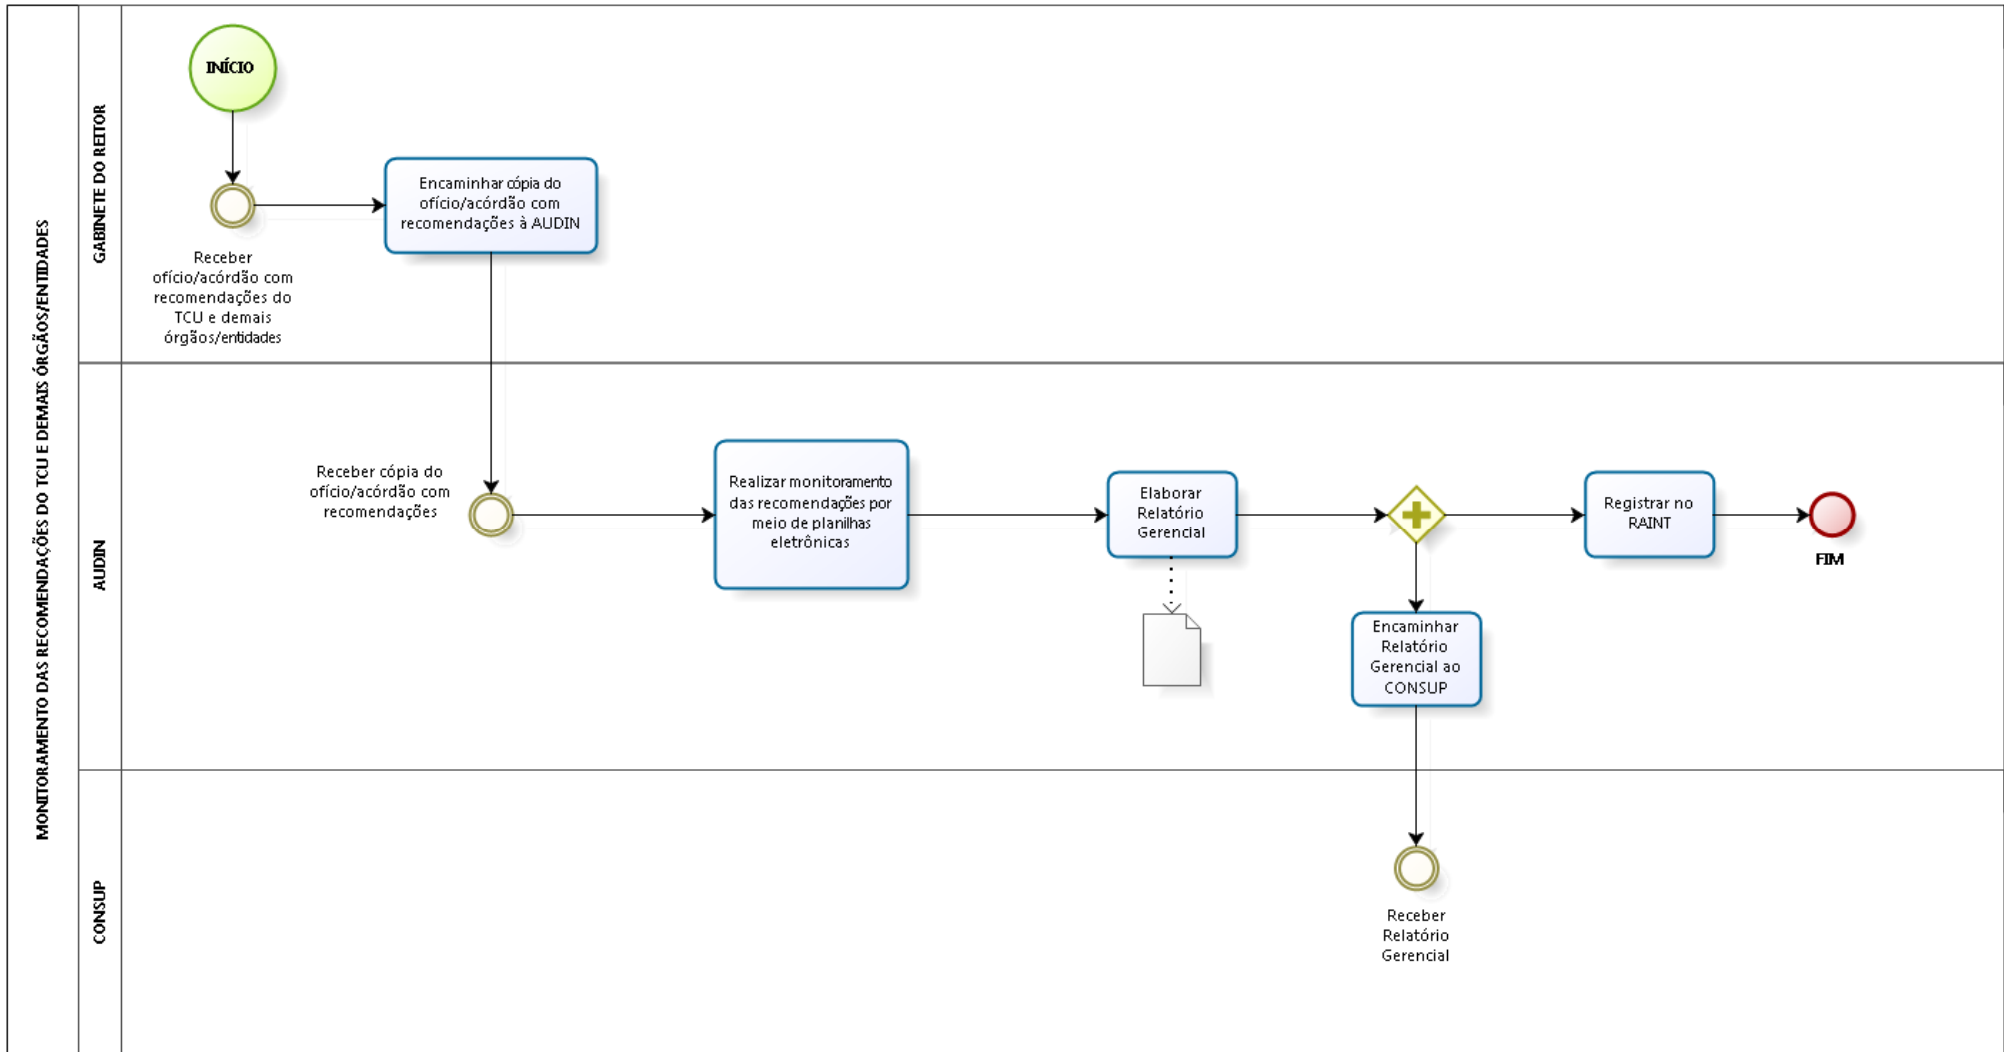 MONITORAMENTO DAS RECOMENDAÇÕES DO TCU E DEMAIS ÓRGÃOS/ENTIDADES
GABINETE DO REITOR
INÍCIO
Receber
ofício/acórdão com
recomendações do
TCU e demais
órgãos/entidades
Encaminhar cópia do
ofício/acórdão com
recomendações à AUDIN
AUDIN
Receber cópia do
ofício/acórdão com
recomendações
Realizar monitoramento
das recomendações por
meio de planilhas
eletrônicas
Elaborar
Relatório
Gerencial
Registrar no
RAINT
FIM
Encaminhar
Relatório
Gerencial ao
CONSUP
CONSUP
Receber
Relatório
Gerencial